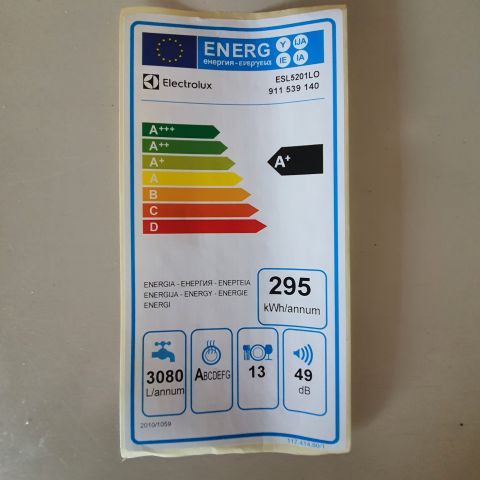 ENERG
Y IJA
IE IA
енергия · ενεργεια
Electrolux
ESL5201LO
911 539 140
A+++
A++
A+
A
B
C
D
A+
ENERGIA - ЕНЕРГИЯ - ΕΝΕΡΓΕΙΑ
ENERGIJA - ENERGY - ENERGIE
ENERGI
295
kWh/annum
3080
L/annum
ABCDEFG
13
49
dB
2010/1059